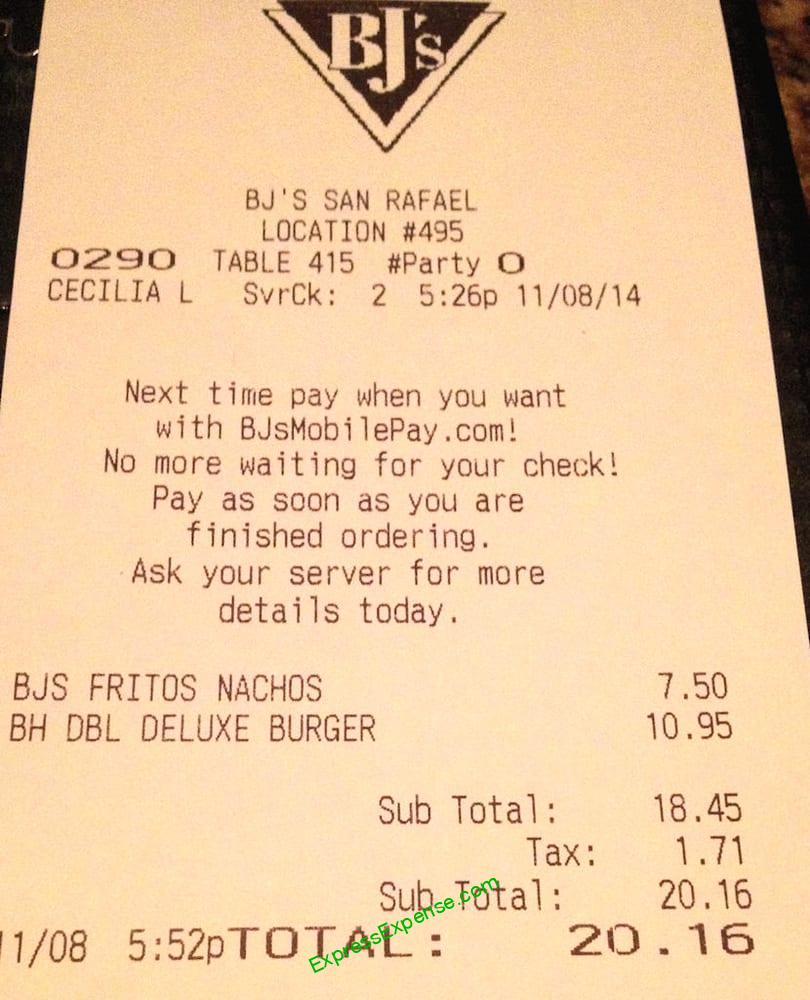 BJ's
BJ'S SAN RAFAEL
LOCATION #495
0290 TABLE 415 #Party 0
CECILIA L SvrCk: 2 5:26p 11/08/14
Next time pay when you want
with BJsMobilePay.com!
No more waiting for your check!
Pay as soon as you are
finished ordering.
Ask your server for more
details today.
BJS FRITOS NACHOS 7.50
BH DBL DELUXE BURGER 10.95
Sub Total: 18.45
Tax: 1.71
Sub Total: 20.16
11/08 5:52pTOTAL: 20.16
ExpressExpense.com